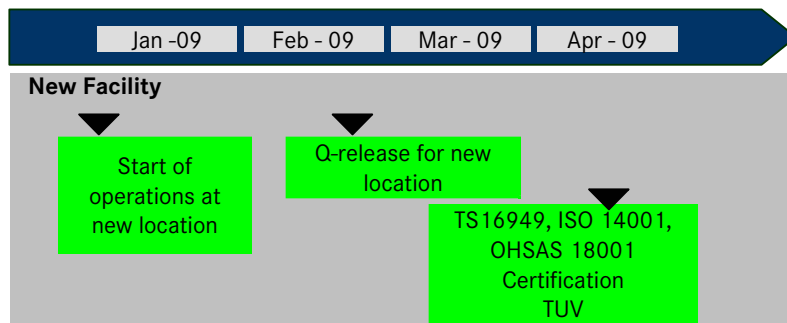 Jan -09 Feb - 09 Mar - 09 Apr - 09
New Facility
Start of
operations at
new location
Q-release for new
location
TS16949, ISO 14001,
OHSAS 18001
Certification
TUV